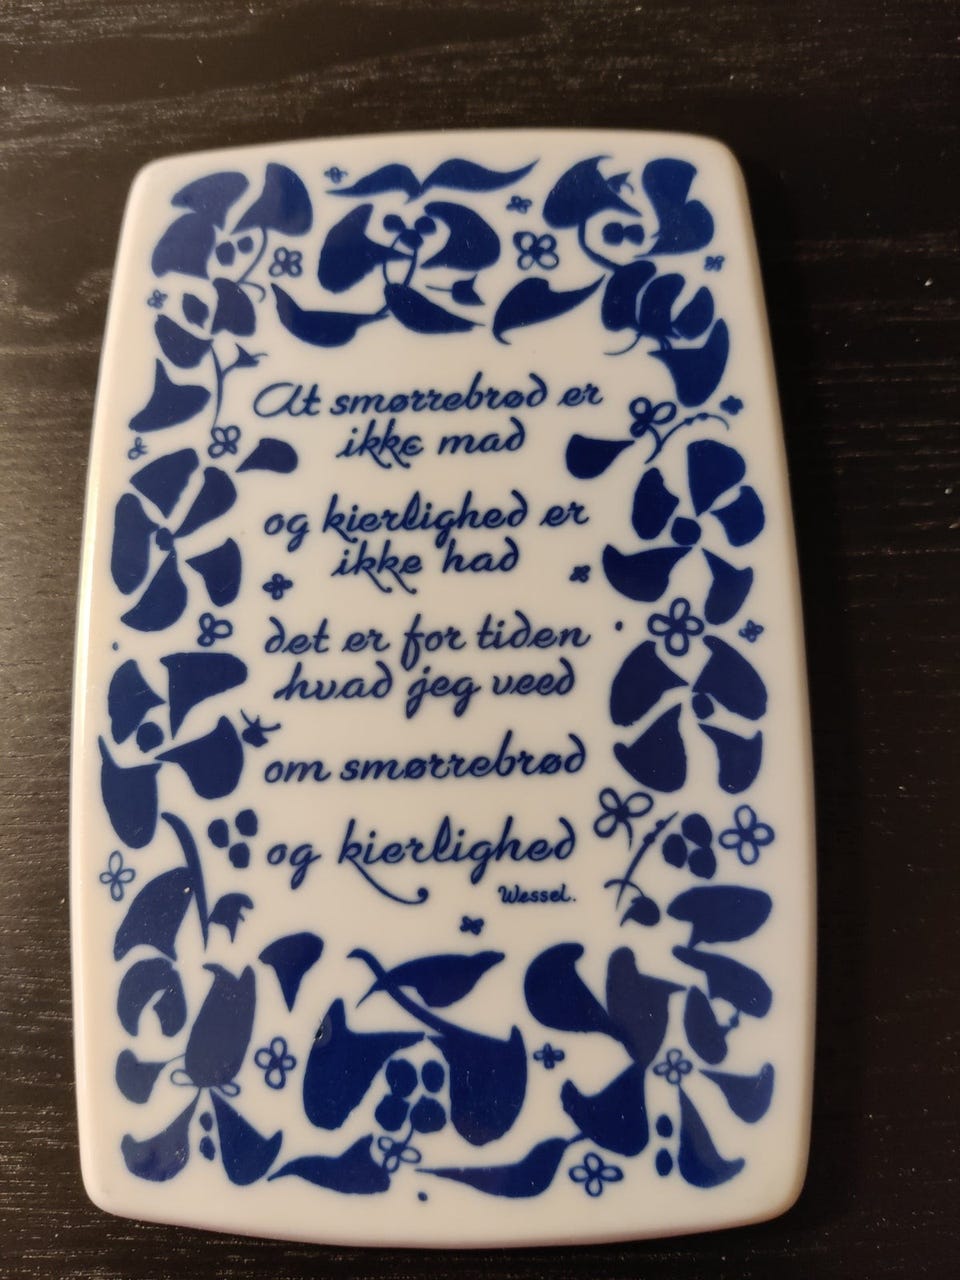 At smørrebrød er
ikke mad
og kierlighed er
ikke had
det er for tiden
hvad jeg veed
om smørrebrød
og kierlighed
Wessel.